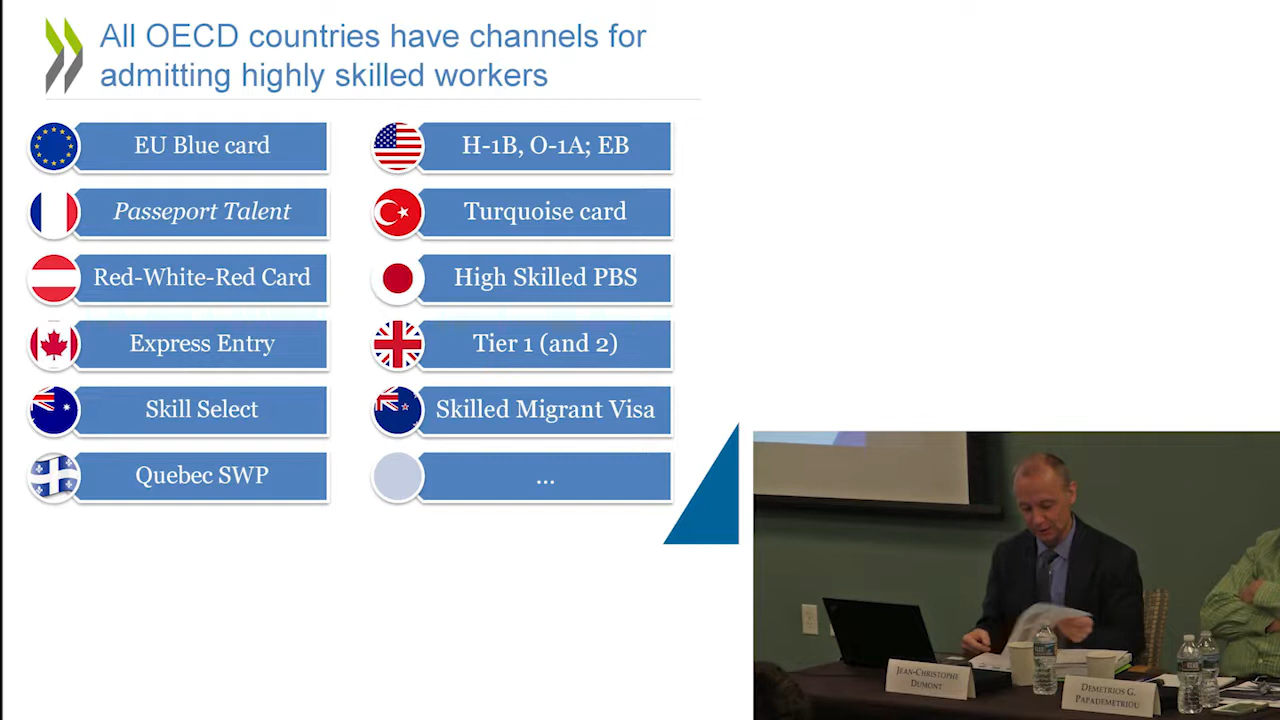 All OECD countries have channels for
admitting highly skilled workers
EU Blue card
Passeport Talent
Red-White-Red Card
Express Entry
Skill Select
Quebec SWP
H-1B, O-1A; EB
Turquoise card
High Skilled PBS
Tier 1 (and 2)
Skilled Migrant Visa
...
JEAN-CHRISTOPHE
DUMONT
DEMETRIOS G.
PAPADEMETRIOU